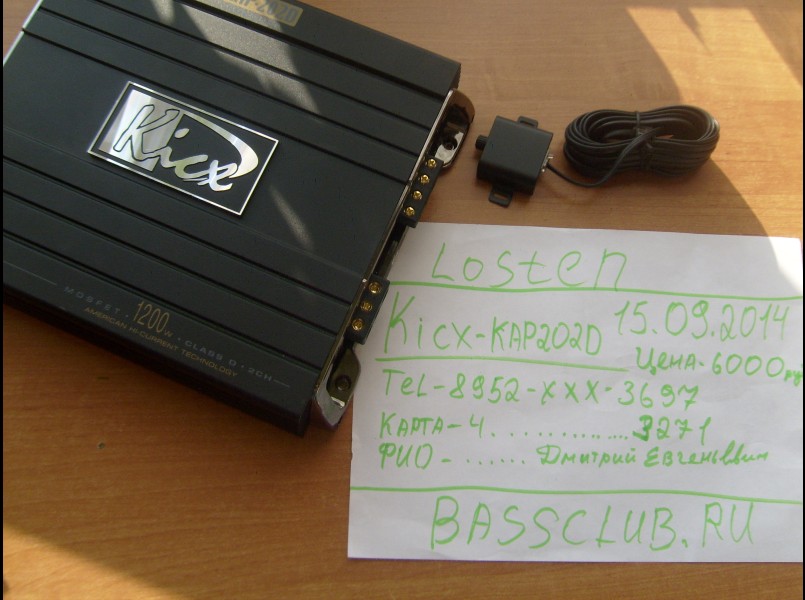 Kicx
MOSFET • 1200W • CLASS D • 2CH
AMERICAN HI-CURRENT TECHNOLOGY
Losten
Kicx-KAP202D 15.09.2014
Цена-6000
Tel-8952-XXX-3697
КАРТА-4.............3271
ФИО-....... Дмитрий Евгеньввич
BASSCLUB.RU